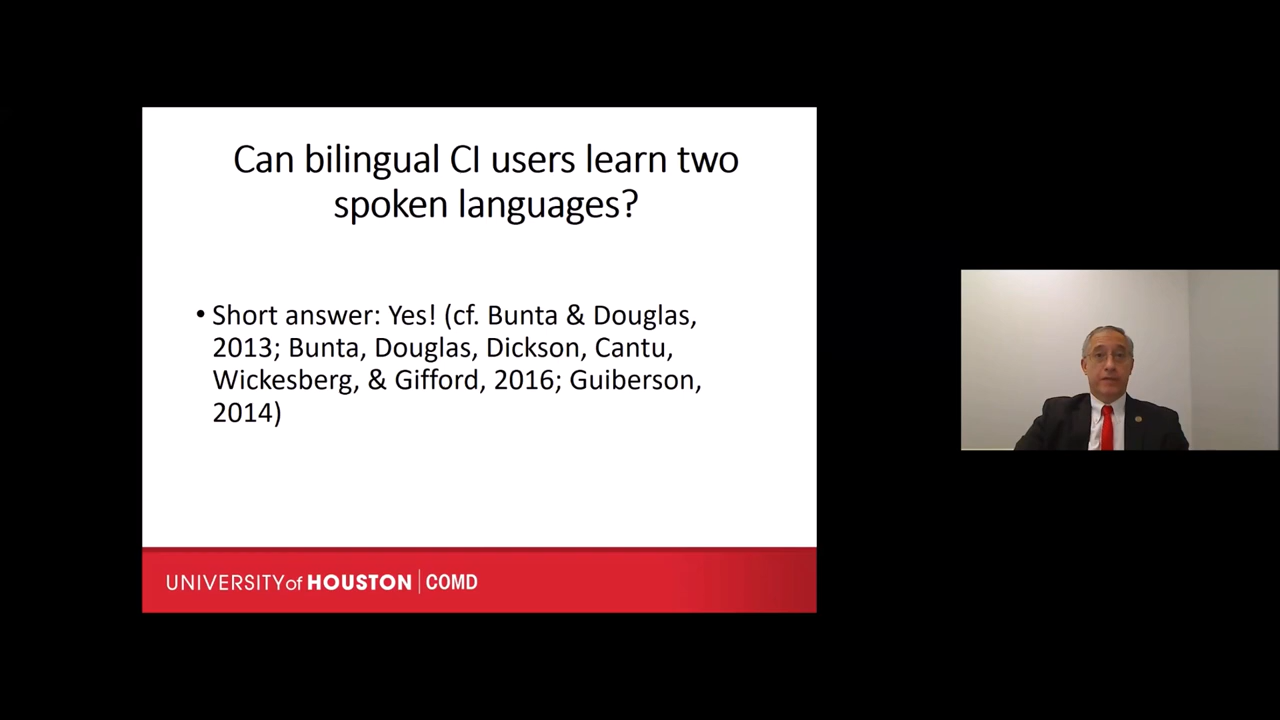 Can bilingual CI users learn two
spoken languages?
• Short answer: Yes! (cf. Bunta & Douglas,
2013; Bunta, Douglas, Dickson, Cantu,
Wickesberg, & Gifford, 2016; Guiberson,
2014)
UNIVERSITY of HOUSTON | COMD